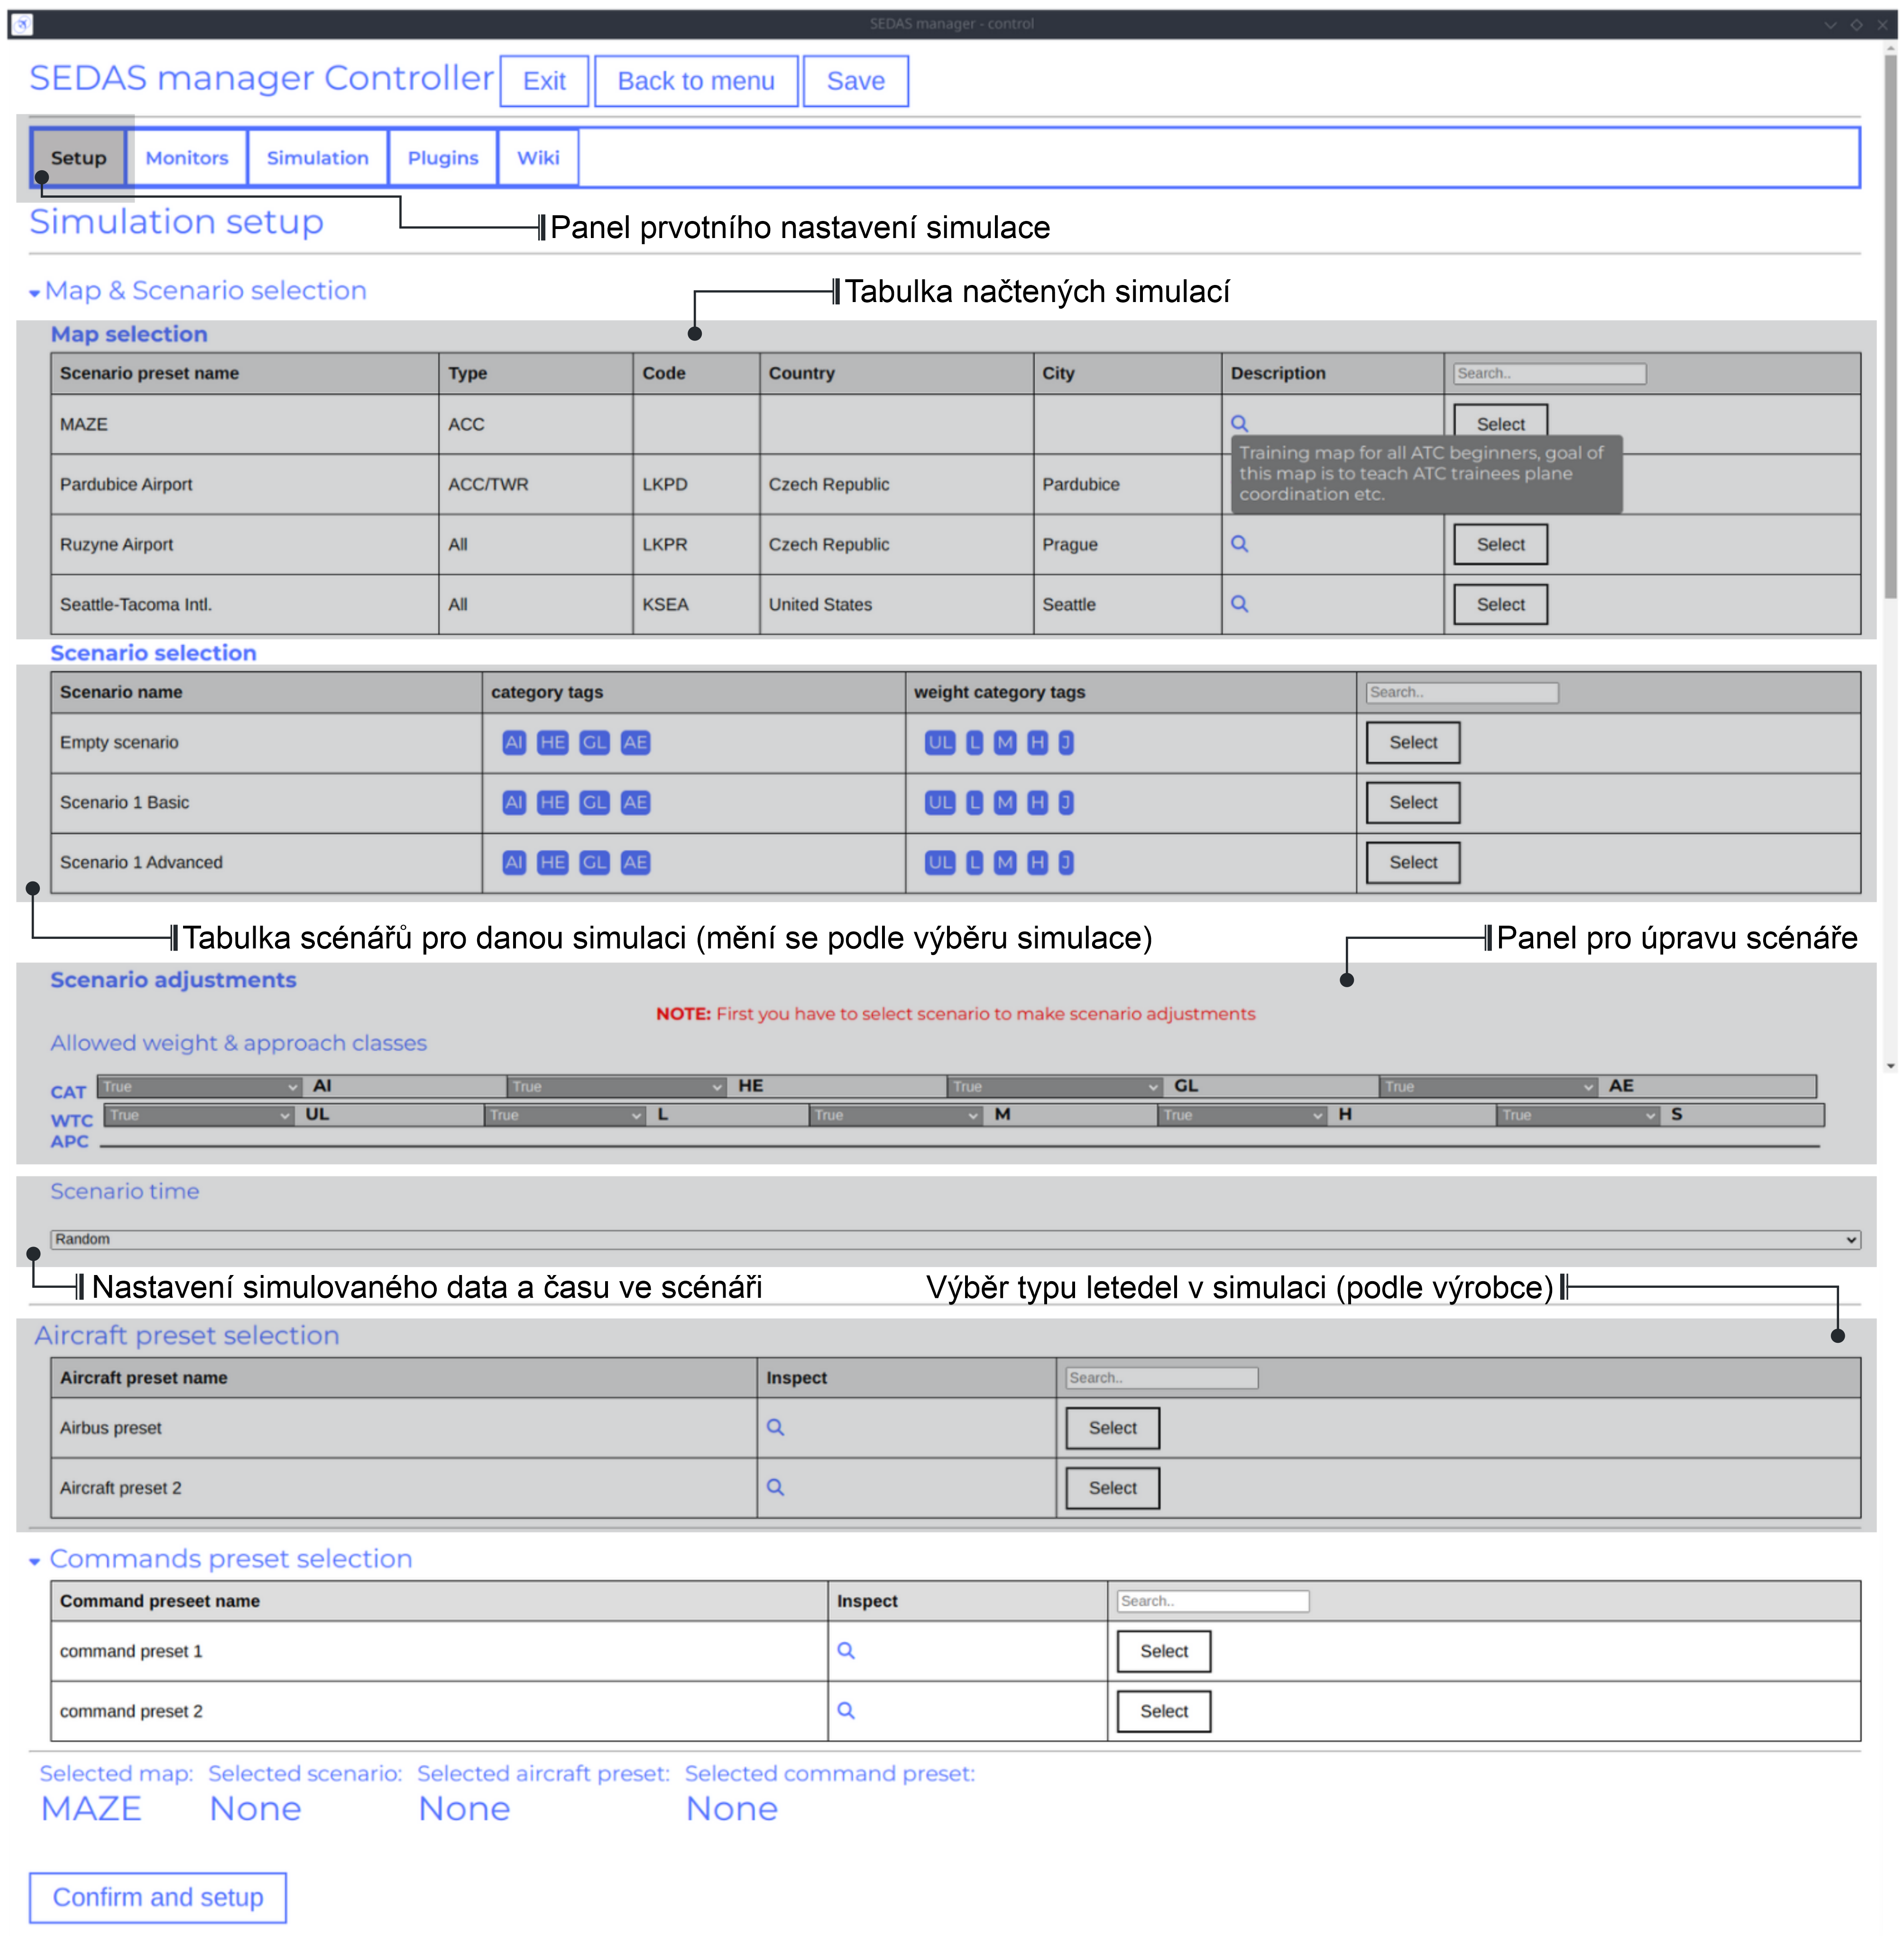 SEDAS manager - control
SEDAS manager Controller Exit Back to menu Save
Setup Monitors Simulation Plugins Wiki
Simulation setup
Panel prvotního nastavení simulace
Map & Scenario selection
Tabulka načtených simulací
Map selection
Scenario preset name Type Code Country City Description Search..
MAZE ACC Select
Training map for all ATC beginners, goal of
this map is to teach ATC trainees plane
coordination etc.
Pardubice Airport ACC/TWR LKPD Czech Republic Pardubice
Ruzyne Airport All LKPR Czech Republic Prague Select
Seattle-Tacoma Intl. All KSEA United States Seattle Select
Scenario selection
Scenario name category tags weight category tags Search..
Empty scenario AI HE GL AE UL L M H J Select
Scenario 1 Basic AI HE GL AE UL L M H J Select
Scenario 1 Advanced AI HE GL AE UL L M H J Select
Tabulka scénářů pro danou simulaci (mění se podle výběru simulace)
Panel pro úpravu scénáře
Scenario adjustments
NOTE: First you have to select scenario to make scenario adjustments
Allowed weight & approach classes
CAT True AI True HE True GL True AE
WTC True UL True L True M True H True S
APC
Scenario time
Random
Nastavení simulovaného data a času ve scénáři
Výběr typu letedel v simulaci (podle výrobce)
Aircraft preset selection
Aircraft preset name Inspect Search..
Airbus preset Select
Aircraft preset 2 Select
Commands preset selection
Command preseet name Inspect Search..
command preset 1 Select
command preset 2 Select
Selected map: Selected scenario: Selected aircraft preset: Selected command preset:
MAZE None None None
Confirm and setup